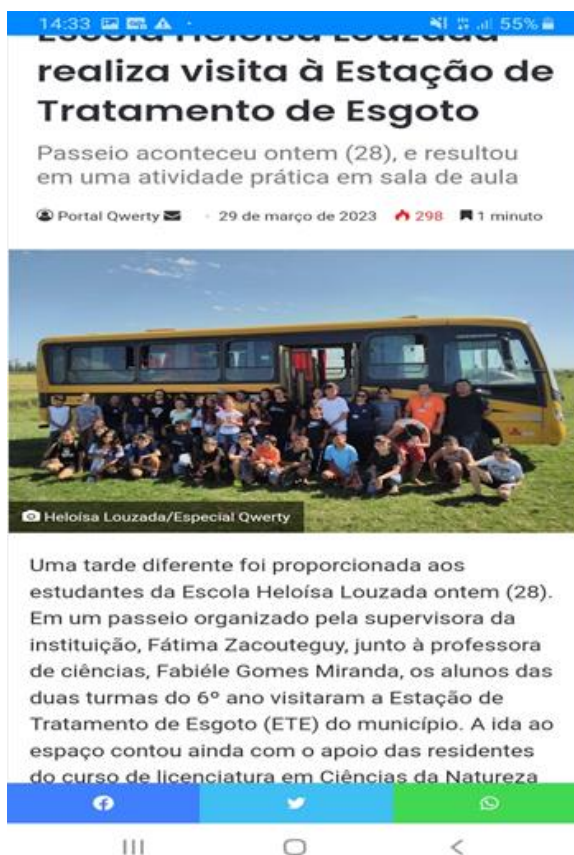 14:33
55%
Escola Heloísa Louzada
realiza visita à Estação de
Tratamento de Esgoto
Passeio aconteceu ontem (28), e resultou
em uma atividade prática em sala de aula
Portal Qwerty · 29 de março de 2023 298 1 minuto
Heloísa Louzada/Especial Qwerty
Uma tarde diferente foi proporcionada aos
estudantes da Escola Heloísa Louzada ontem (28).
Em um passeio organizado pela supervisora da
instituição, Fátima Zacouteguy, junto à professora
de ciências, Fabiéle Gomes Miranda, os alunos das
duas turmas do 6º ano visitaram a Estação de
Tratamento de Esgoto (ETE) do município. A ida ao
espaço contou ainda com o apoio das residentes
do curso de licenciatura em Ciências da Natureza